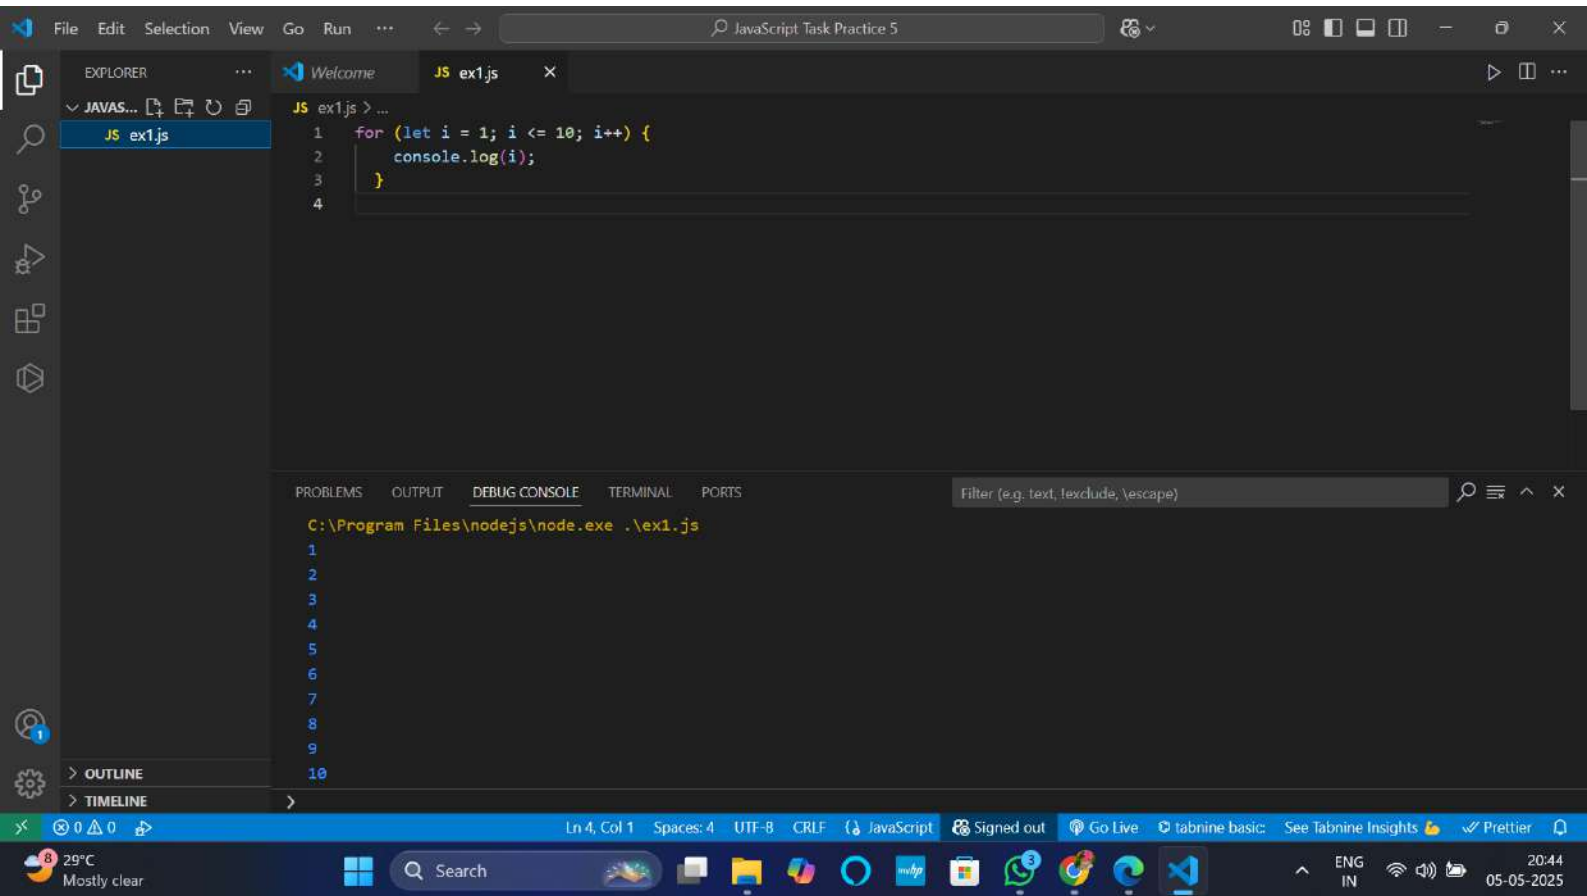 File Edit Selection View Go Run ··· JavaScript Task Practice 5
EXPLORER ···
Welcome
JS ex1.js
JAVAS...
JS ex1.js > ...
JS ex1.js
1 for (let i = 1; i <= 10; i++) {
2 console.log(i);
3 }
4
PROBLEMS OUTPUT DEBUG CONSOLE TERMINAL PORTS
Filter (e.g. text, !exclude, \escape)
C:\Program Files\nodejs\node.exe .\ex1.js
1
2
3
4
5
6
7
8
9
10
>
1
OUTLINE
TIMELINE
0 0 Ln 4, Col 1 Spaces: 4 UTF-8 CRLF JavaScript Signed out Go Live tabnine basic: See Tabnine Insights Prettier
8
29°C
Mostly clear
Search
mwbp
3
ENG
IN
20:44
05-05-2025